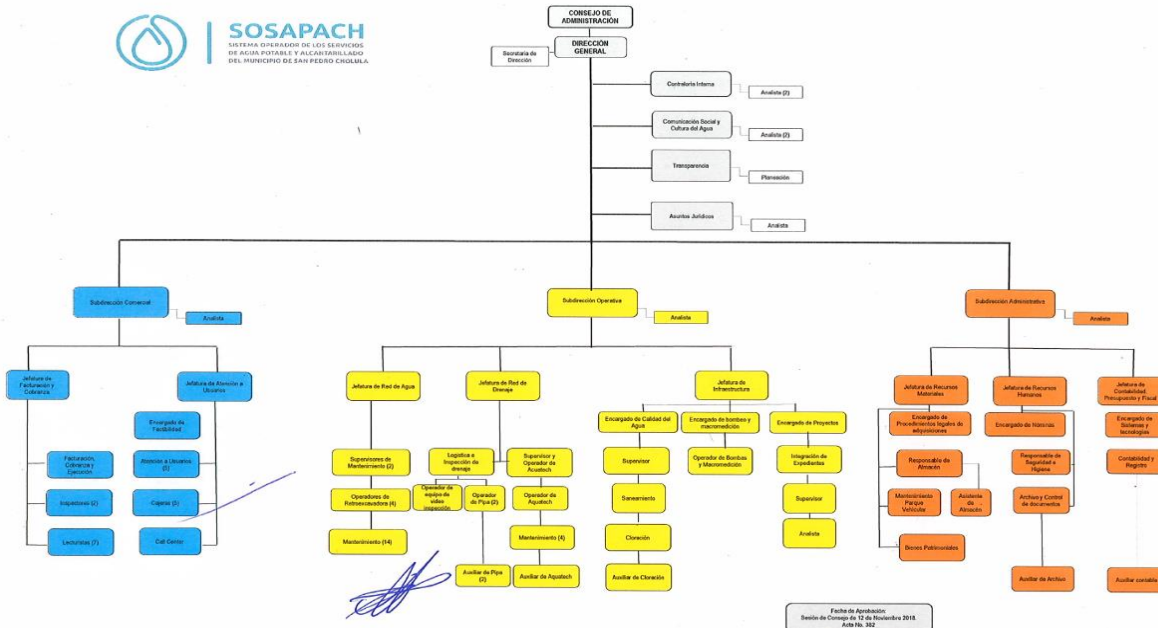 SOSAPACH
SISTEMA OPERADOR DE LOS SERVICIOS
DE AGUA POTABLE Y ALCANTARILLADO
DEL MUNICIPIO DE SAN PEDRO CHOLULA
CONSEJO DE
ADMINISTRACIÓN
DIRECCIÓN
GENERAL
Secretaria de
Dirección
Contraloría Interna
Analista (2)
Comunicación Social y
Cultura del Agua
Analista (2)
Transparencia
Planeación
Asuntos Jurídicos
Analista
Subdirección Comercial
Analista
Subdirección Operativa
Analista
Subdirección Administrativa
Analista
Jefatura de
Facturación y
Cobranza
Jefatura de Atención a
Usuarios
Encargado de
Factibilidad
Facturación,
Cobranza y
Ejecución
Atención a Usuarios
Inspectores (2)
Cajeras (5)
Lecturistas (7)
Call Center
Jefatura de Red de Agua
Jefatura de Red de
Drenaje
Jefatura de
Infraestructura
Supervisores de
Mantenimiento (2)
Operadores de
Retroexcavadora (4)
Mantenimiento (14)
Logística e
Inspección de
drenaje
Supervisor y
Operador de
Acuatech
Operador de
equipo de
video
inspección
Operador
de Pipa (2)
Operador de
Aquatech
Mantenimiento (4)
Auxiliar de Pipa
(2)
Auxiliar de Aquatech
Encargado de Calidad del
Agua
Encargado de bombas y
macromedición
Encargado de Proyectos
Supervisor
Operador de Bombas
y Macromedición
Integración de
Expedientes
Saneamiento
Supervisor
Cloración
Analista
Auxiliar de Cloración
Jefatura de Recursos
Materiales
Jefatura de Recursos
Humanos
Jefatura de
Contabilidad,
Presupuesto y Fiscal
Encargado de
Procedimientos legales de
adquisiciones
Encargado de Nóminas
Encargado de
Sistemas y
tecnologías
Responsable de
Almacén
Responsable de
Seguridad e
Higiene
Contabilidad y
Registro
Mantenimiento
Parque
Vehicular
Asistente
de
Almacén
Archivo y Control
de documentos
Bienes Patrimoniales
Auxiliar de Archivo
Auxiliar contable
Fecha de Aprobación:
Sesión de Consejo de 12 de Noviembre 2018.
Acta No. 382